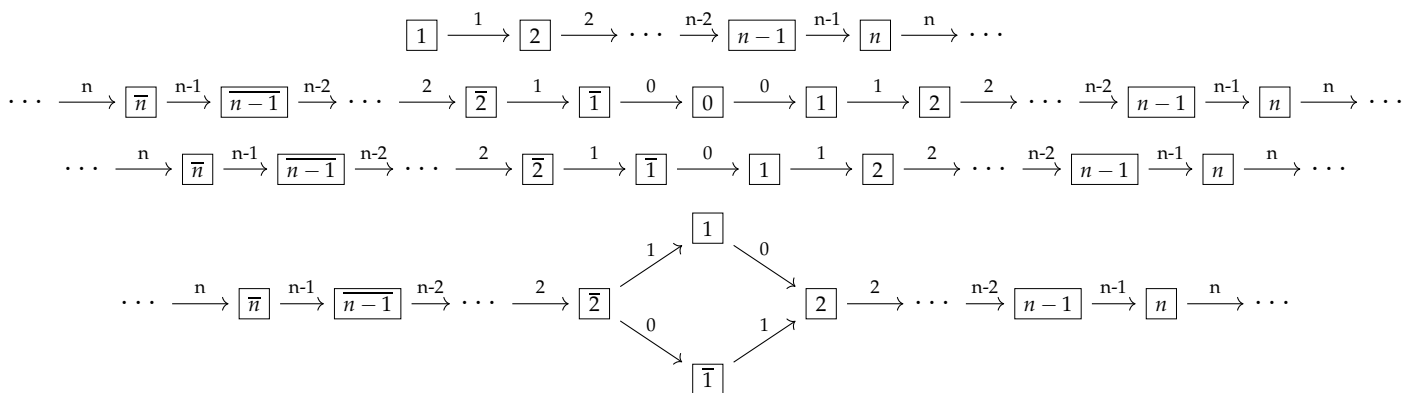 1 2 n-2 n-1 n
1 2 ··· n − 1 n ···
n n-1 n-2 2 1 0 0 1 2 n-2 n-1 n
··· n̅ n̅ ̅−̅ ̅1̅ ··· 2̅ 1̅ 0 1 2 ··· n − 1 n ···
n n-1 n-2 2 1 0 1 2 n-2 n-1 n
··· n̅ n̅ ̅−̅ ̅1̅ ··· 2̅ 1̅ 1 2 ··· n − 1 n ···
1
1 0
n n-1 n-2 2 2 n-2 n-1 n
··· n̅ n̅ ̅−̅ ̅1̅ ··· 2̅ 2 ··· n − 1 n ···
0 1
1̅